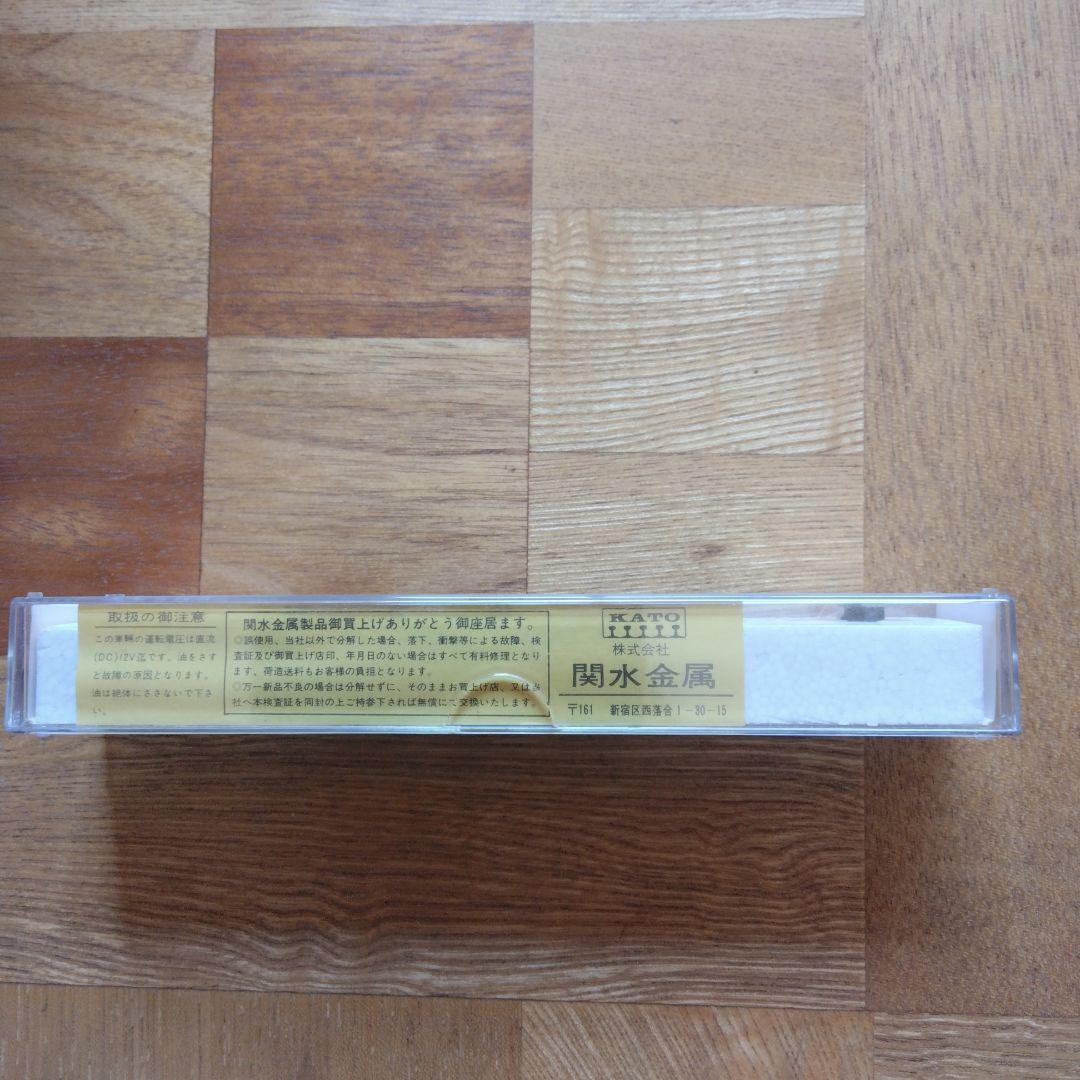 取扱の御注意
この車輛の運転電圧は直流
(DC)12V迄です。油をさす
と故障の原因となります。
油は絶体にささないで下さ
い。
関水金属製品御買上げありがとう御座居ます。
◎誤使用、当社以外で分解した場合、落下、衝撃等による故障、検
査証及び御買上げ店印、年月日のない場合はすべて有料修理となり
ます、荷造送料もお客様の負担となります。
◎万一新品不良の場合は分解せずに、そのままお買上げ店、又は当
社へ本検査証を同封の上ご持参下されば無償にて交換いたします。
KATO
株式会社
関水金属
〒161 新宿区西落合1-30-15